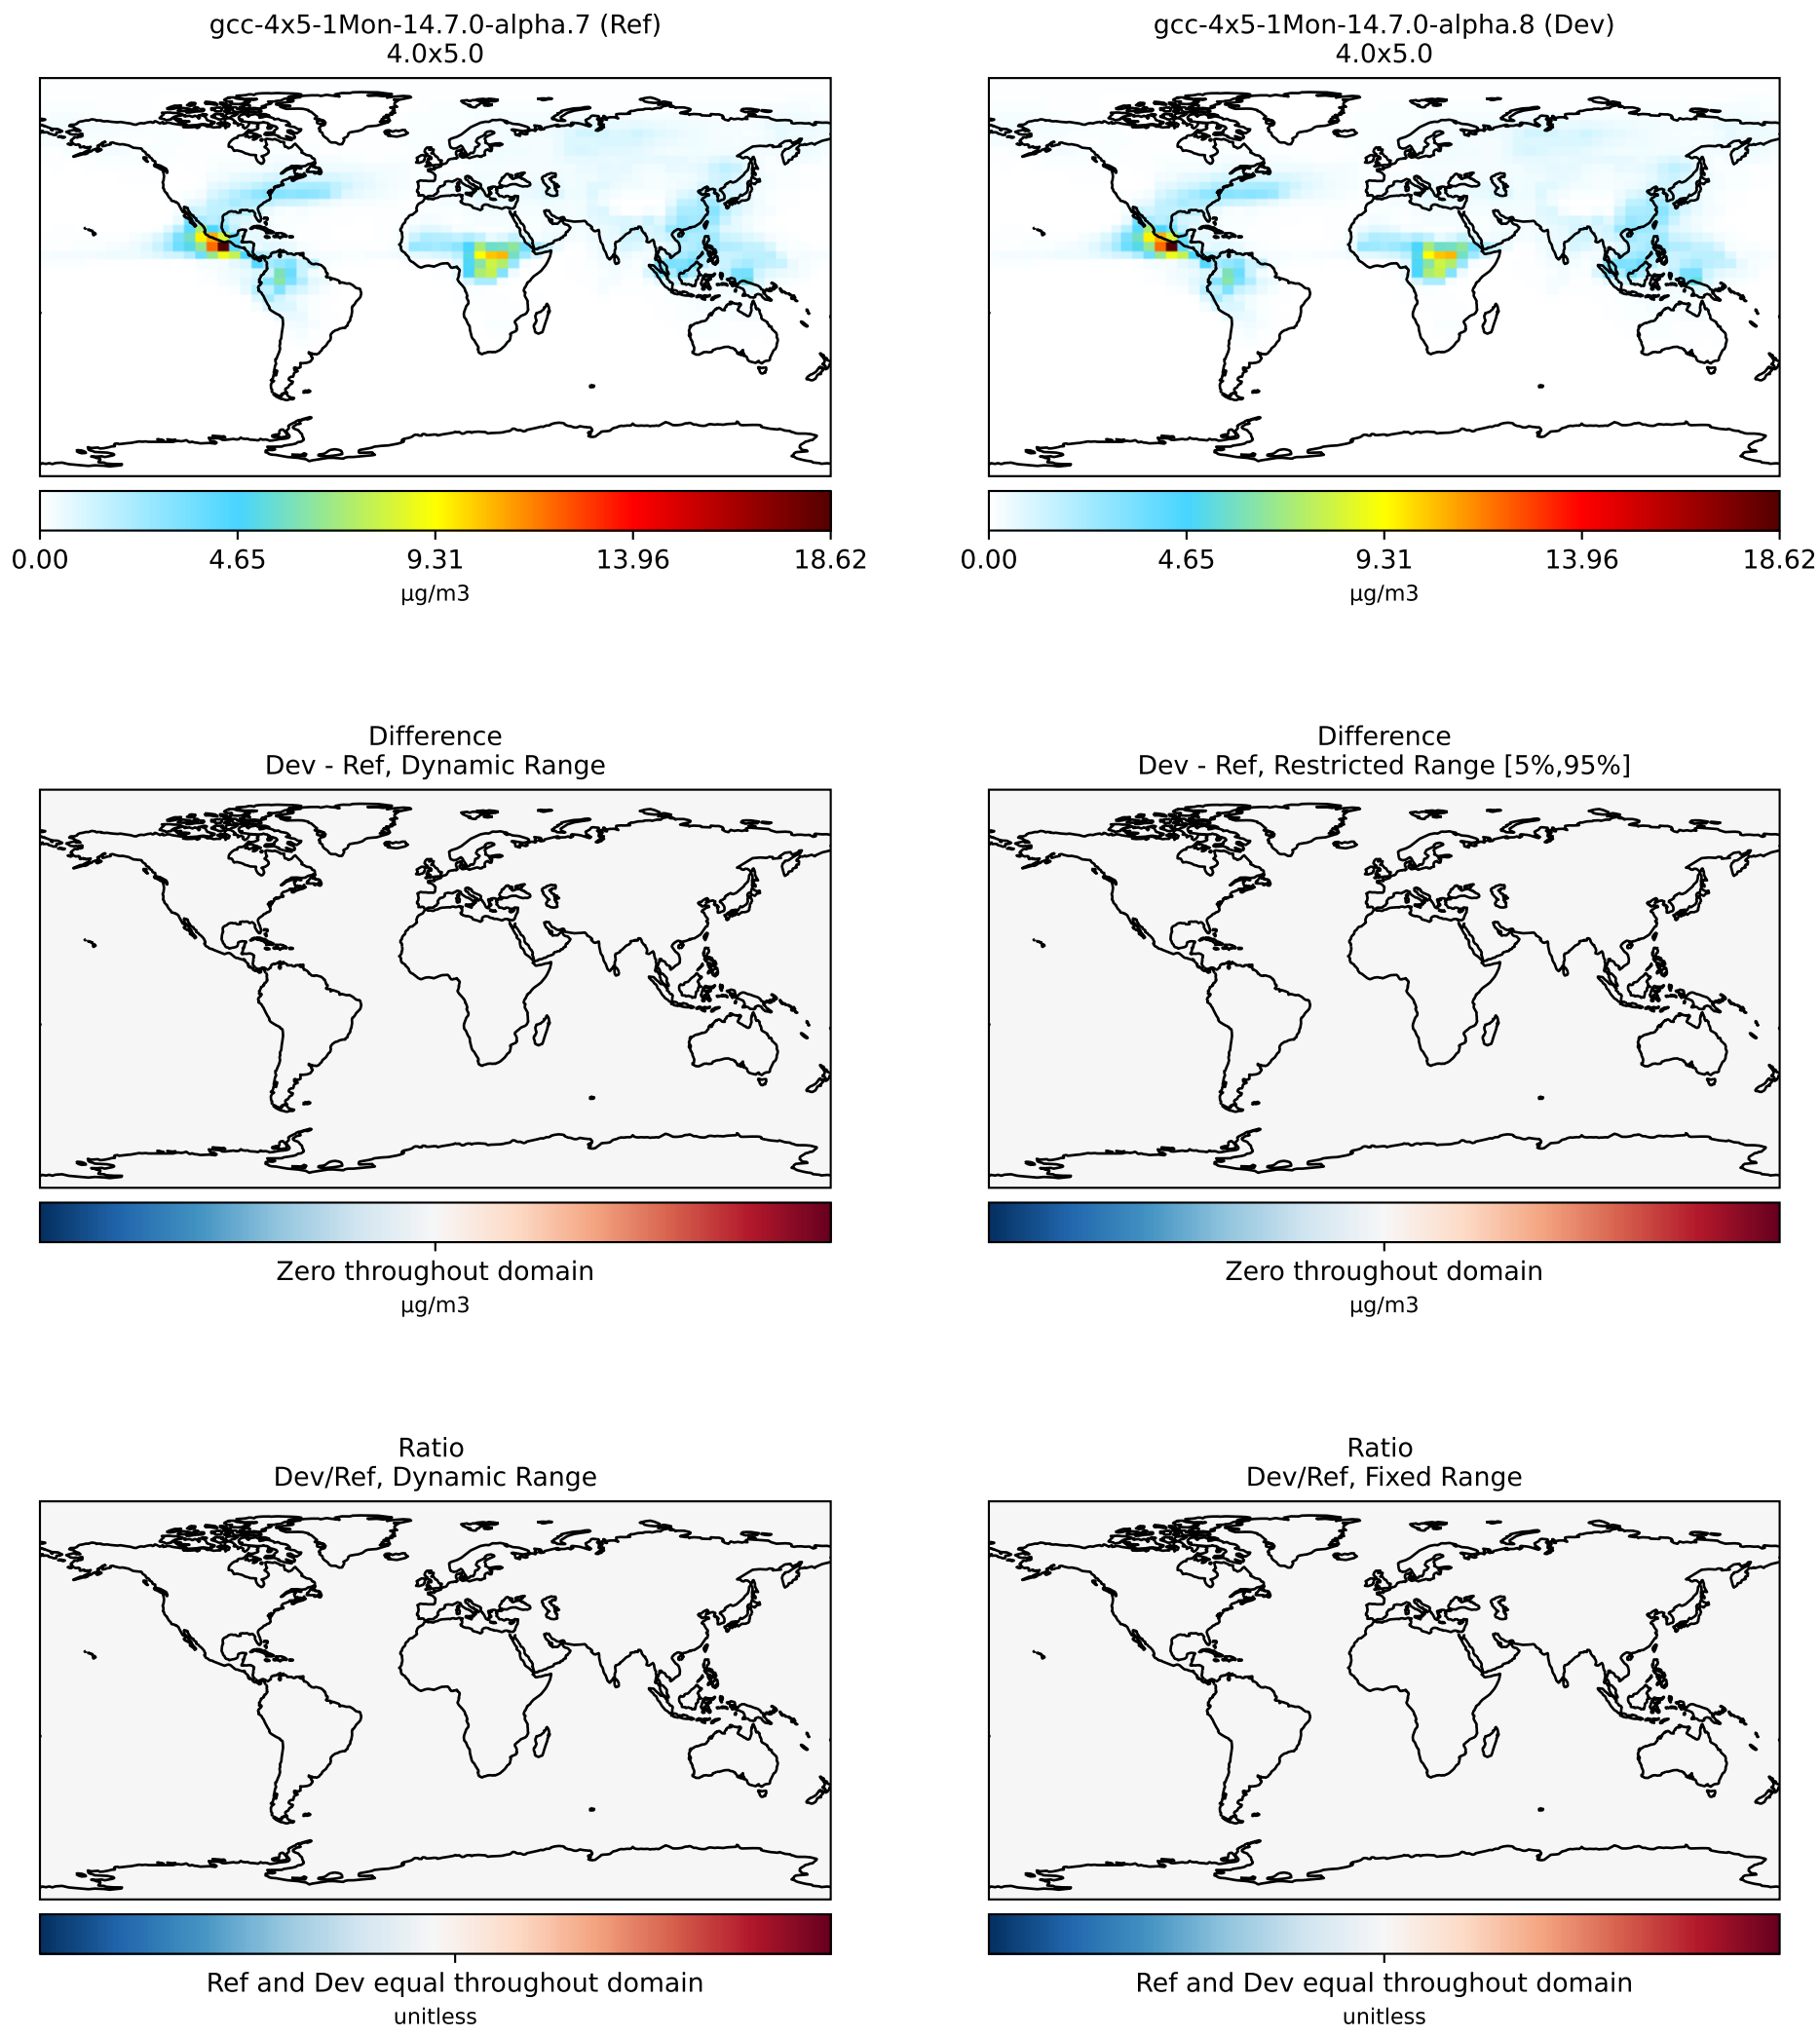 gcc-4x5-1Mon-14.7.0-alpha.7 (Ref)
4.0x5.0
gcc-4x5-1Mon-14.7.0-alpha.8 (Dev)
4.0x5.0
0.00 4.65 9.31 13.96 18.62
μg/m3
0.00 4.65 9.31 13.96 18.62
μg/m3
Difference
Dev - Ref, Dynamic Range
Difference
Dev - Ref, Restricted Range [5%,95%]
Zero throughout domain
μg/m3
Zero throughout domain
μg/m3
Ratio
Dev/Ref, Dynamic Range
Ratio
Dev/Ref, Fixed Range
Ref and Dev equal throughout domain
unitless
Ref and Dev equal throughout domain
unitless